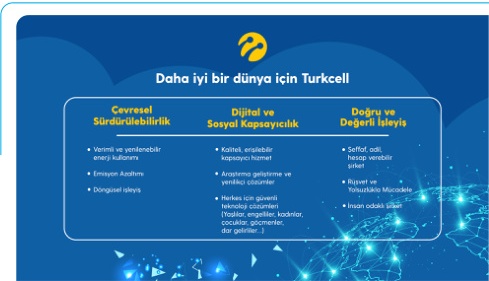 Daha iyi bir dünya için Turkcell
Çevresel
Sürdürülebilirlik
• Verimli ve yenilenebilir
enerji kullanımı
• Emisyon Azaltımı
• Döngüsel işleyiş
Dijital ve
Sosyal Kapsayıcılık
• Kaliteli, erişilebilir
kapsayıcı hizmet
• Araştırma geliştirme ve
yenilikçi çözümler
• Herkes için güvenli
teknoloji çözümleri
(Yaşlılar, engelliler, kadınlar,
çocuklar, göçmenler,
dar gelirliler...)
Doğru ve
Değerli İşleyiş
• Şeffaf, adil,
hesap verebilir
şirket
• Rüşvet ve
Yolsuzlukla Mücadele
• İnsan odaklı şirket